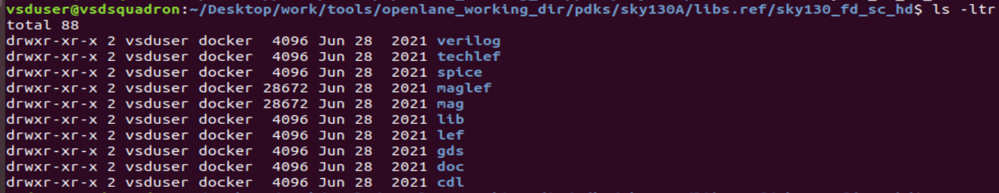 vsduser@vsdsquadron:~/Desktop/work/tools/openlane_working_dir/pdks/sky130A/libs.ref/sky130_fd_sc_hd$ ls -ltr
total 88
drwxr-xr-x 2 vsduser docker  4096 Jun 28  2021 verilog
drwxr-xr-x 2 vsduser docker  4096 Jun 28  2021 techlef
drwxr-xr-x 2 vsduser docker  4096 Jun 28  2021 spice
drwxr-xr-x 2 vsduser docker 28672 Jun 28  2021 maglef
drwxr-xr-x 2 vsduser docker 28672 Jun 28  2021 mag
drwxr-xr-x 2 vsduser docker  4096 Jun 28  2021 lib
drwxr-xr-x 2 vsduser docker  4096 Jun 28  2021 lef
drwxr-xr-x 2 vsduser docker  4096 Jun 28  2021 gds
drwxr-xr-x 2 vsduser docker  4096 Jun 28  2021 doc
drwxr-xr-x 2 vsduser docker  4096 Jun 28  2021 cdl